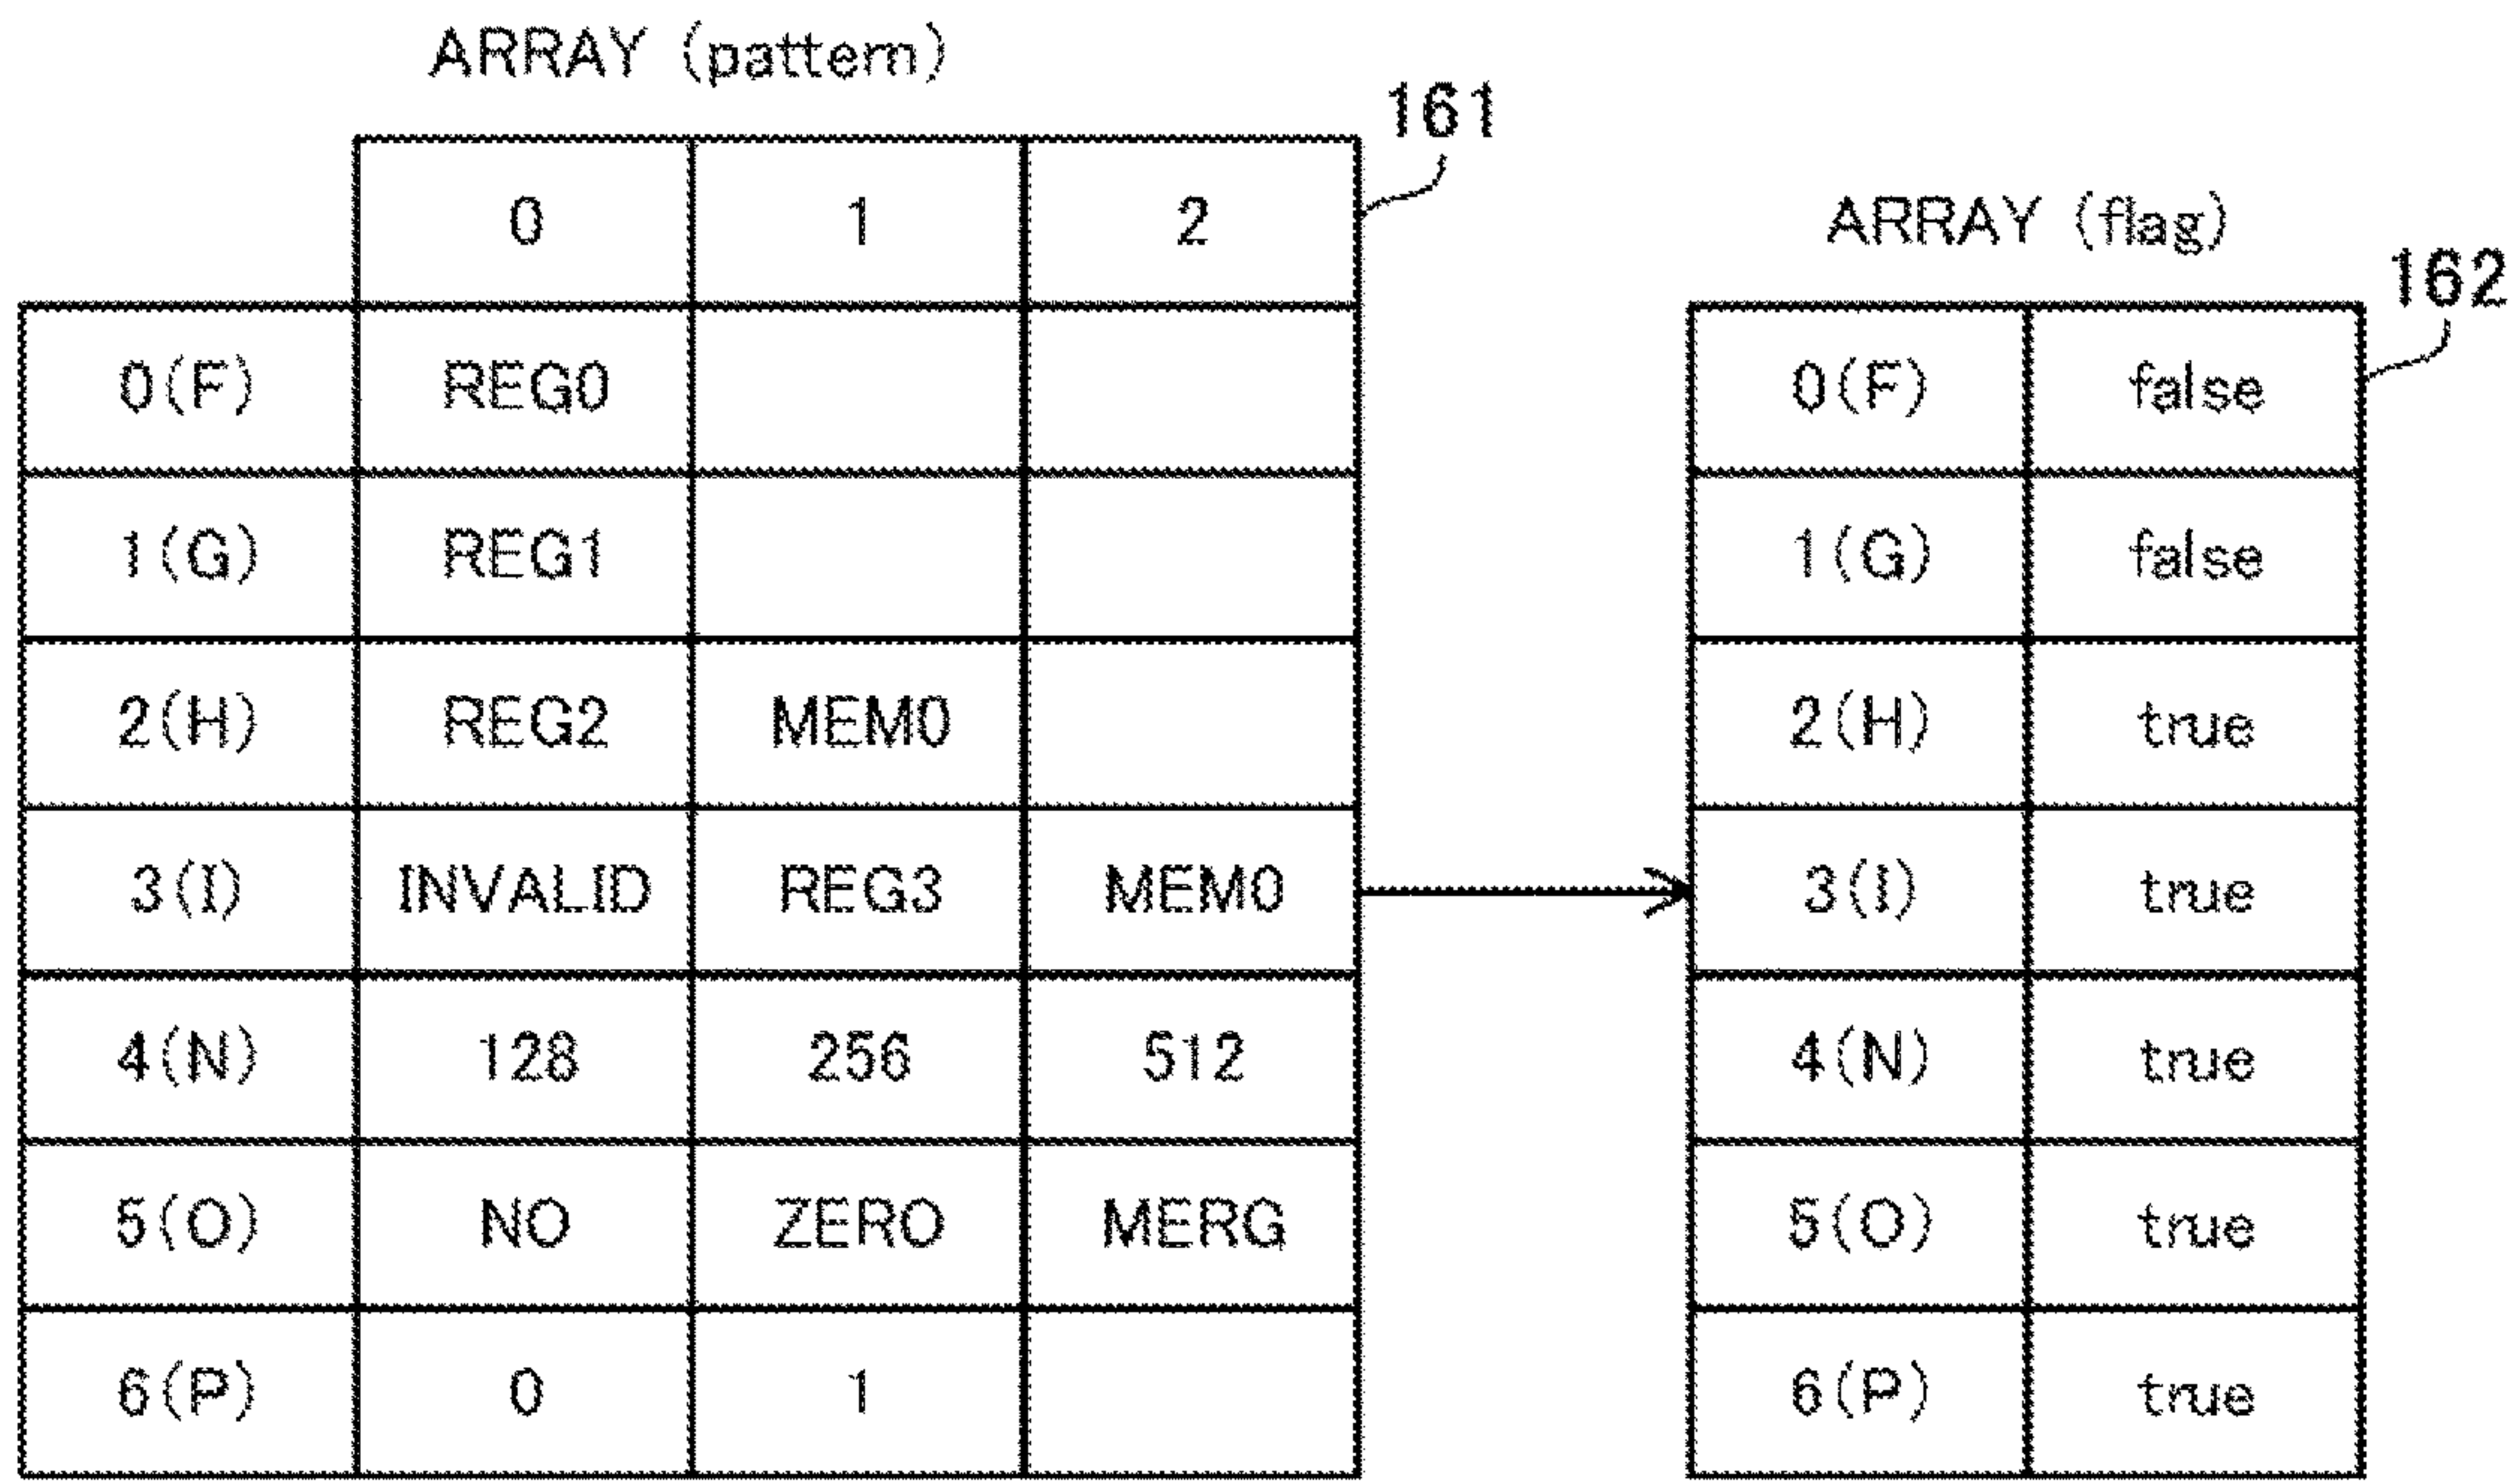 ARRAY (pattern)
161
0 1 2
0(F) REG0
1(G) REG1
2(H) REG2 MEM0
3(I) INVALID REG3 MEM0
4(N) 128 256 512
5(O) NO ZERO MERG
6(P) 0 1
ARRAY (flag)
162
0(F) false
1(G) false
2(H) true
3(I) true
4(N) true
5(O) true
6(P) true